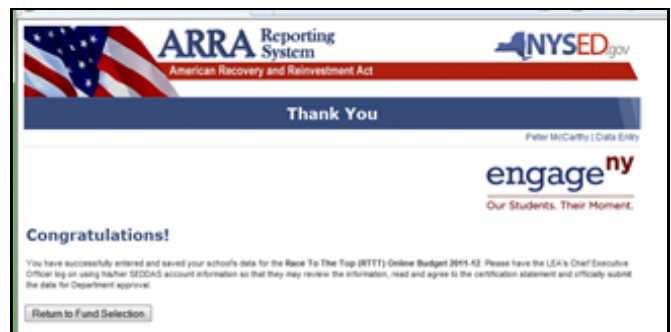 ARRA Reporting System
American Recovery and Reinvestment Act
NYSED.gov
Thank You
Peter McCarthy | Data Entry
engageny
Our Students. Their Moment.
Congratulations!
You have successfully entered and saved your school's data for the Race To The Top (RTTT) Online Budget 2011-12. Please have the LEA's Chief Executive
Officer log on using his/her SEDDAS account information so that they may review the information, read and agree to the certification statement and officially submit
the data for Department approval.
Return to Fund Selection